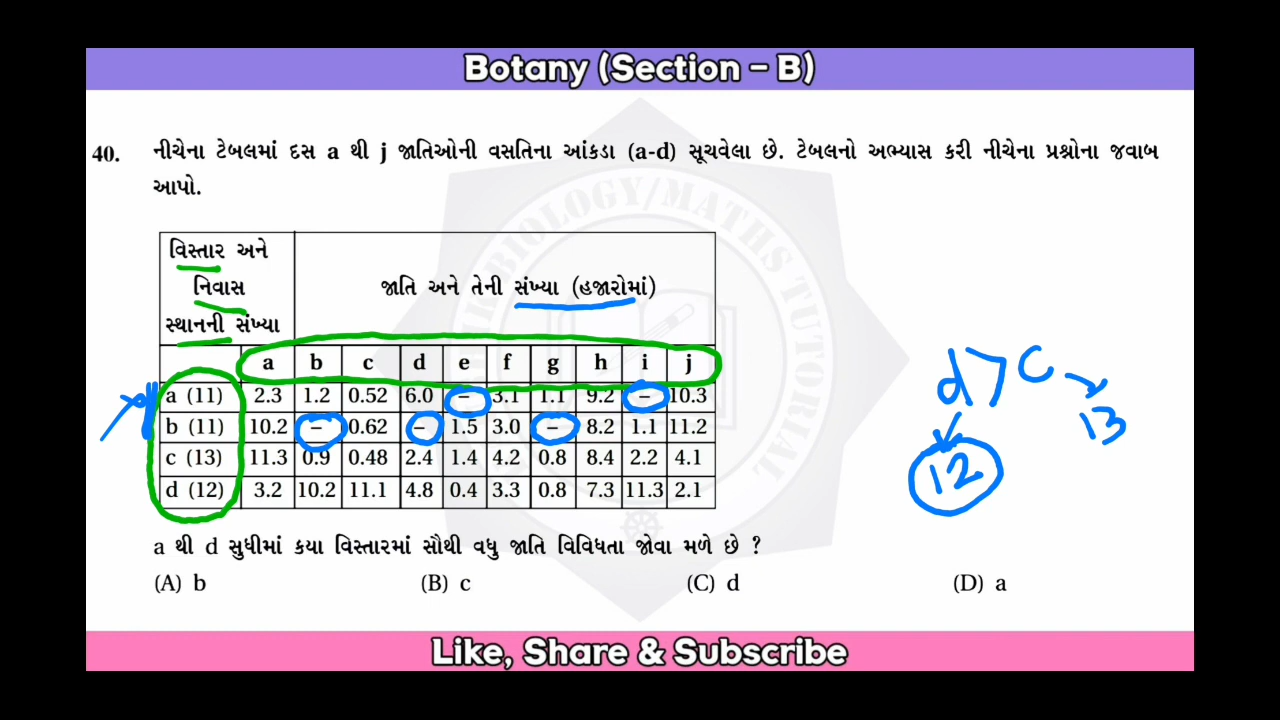 Botany (Section – B)
40. નીચેના ટેબલમાં દસ a થી j જાતિઓની વસતિના આંકડા (a-d) સૂચવેલા છે. ટેબલનો અભ્યાસ કરી નીચેના પ્રશ્નોના જવાબ
આપો.
વિસ્તાર અને
નિવાસ
સ્થાનની સંખ્યા
જાતિ અને તેની સંખ્યા (હજારોમાં)
a b c d e f g h i j
a (11) 2.3 1.2 0.52 6.0 – 3.1 1.1 9.2 – 10.3
b (11) 10.2 – 0.62 – 1.5 3.0 – 8.2 1.1 11.2
c (13) 11.3 0.9 0.48 2.4 1.4 4.2 0.8 8.4 2.2 4.1
d (12) 3.2 10.2 11.1 4.8 0.4 3.3 0.8 7.3 11.3 2.1
d > c
13
12
a થી d સુધીમાં કયા વિસ્તારમાં સૌથી વધુ જાતિ વિવિધતા જોવા મળે છે ?
(A) b (B) c (C) d (D) a
Like, Share & Subscribe